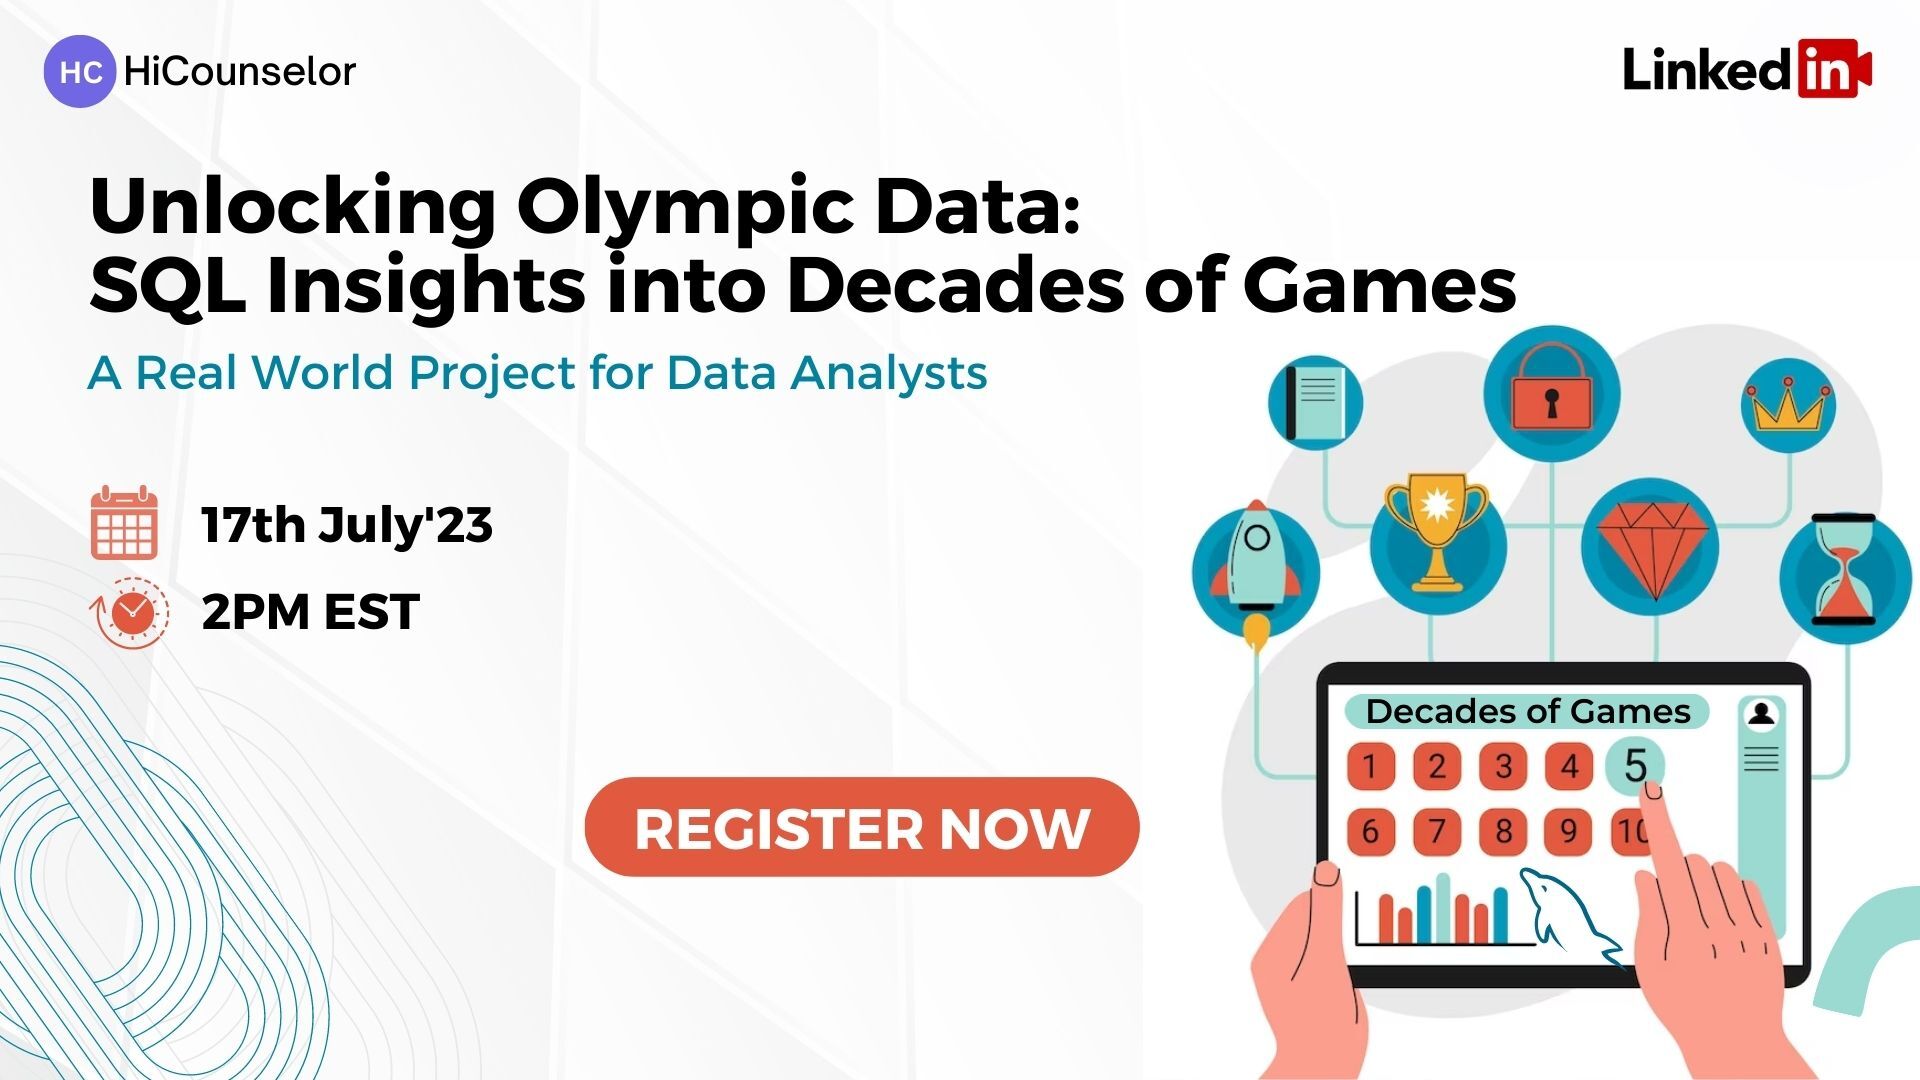 HC HiCounselor
Linkedin
Unlocking Olympic Data:
SQL Insights into Decades of Games
A Real World Project for Data Analysts
17th July'23
2PM EST
REGISTER NOW
Decades of Games
1 2 3 4 5
6 7 8 9 10